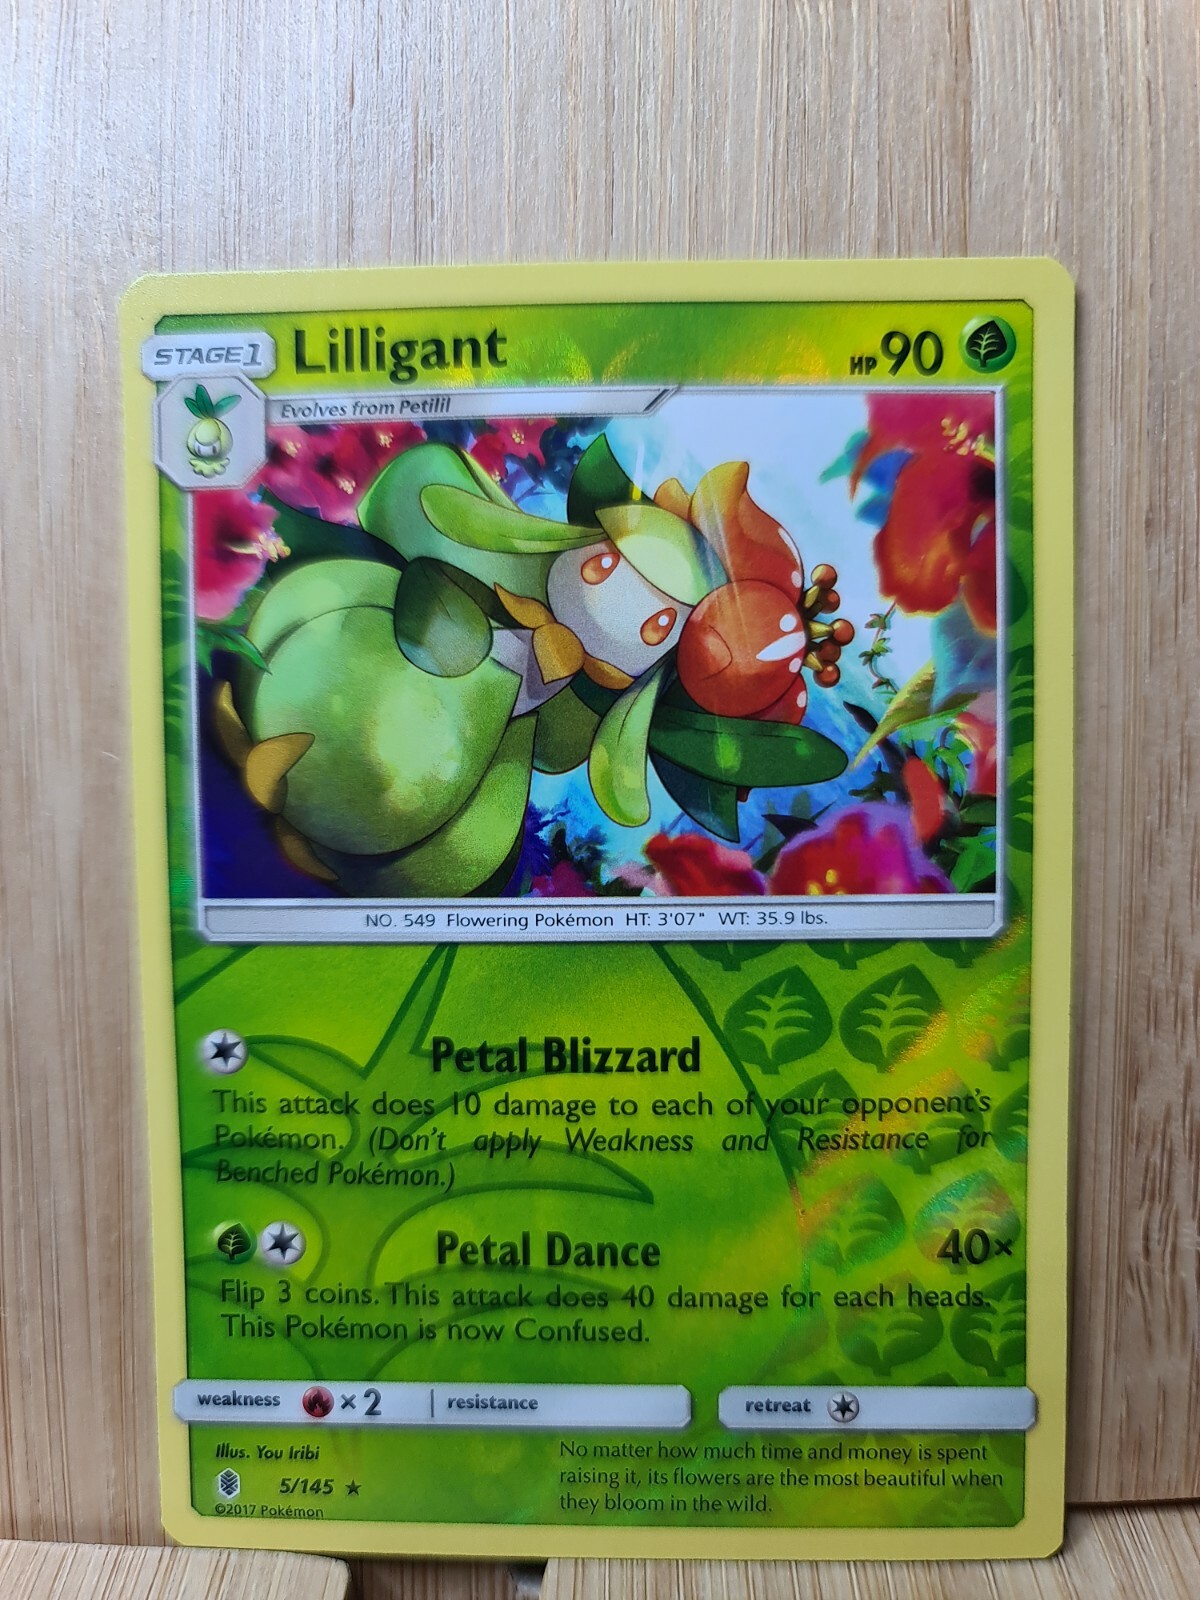 STAGE 1
Lilligant
HP 90
Evolves from Petilil
NO. 549 Flowering Pokémon HT: 3'07" WT: 35.9 lbs.
Petal Blizzard
This attack does 10 damage to each of your opponent's
Pokémon. (Don't apply Weakness and Resistance for
Benched Pokémon.)
Petal Dance 40×
Flip 3 coins. This attack does 40 damage for each heads.
This Pokémon is now Confused.
weakness × 2 resistance retreat
Illus. You Iribi
5/145 ★
©2017 Pokémon
No matter how much time and money is spent
raising it, its flowers are the most beautiful when
they bloom in the wild.